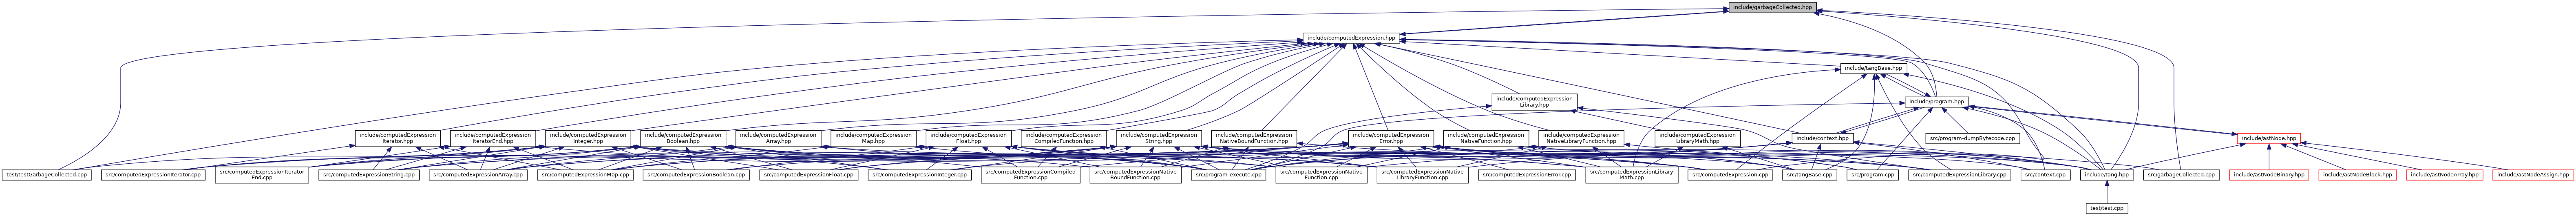 include/garbageCollected.hpp
include/computedExpression.hpp
include/tangBase.hpp
include/computedExpression
Library.hpp
include/program.hpp
include/computedExpression
Iterator.hpp
include/computedExpression
IteratorEnd.hpp
include/computedExpression
Integer.hpp
include/computedExpression
Boolean.hpp
include/computedExpression
Array.hpp
include/computedExpression
Map.hpp
include/computedExpression
Float.hpp
include/computedExpression
CompiledFunction.hpp
include/computedExpression
String.hpp
include/computedExpression
NativeBoundFunction.hpp
include/computedExpression
Error.hpp
include/computedExpression
NativeFunction.hpp
include/computedExpression
NativeLibraryFunction.hpp
include/computedExpression
LibraryMath.hpp
include/context.hpp
src/program-dumpBytecode.cpp
include/astNode.hpp
test/testGarbageCollected.cpp
src/computedExpressionIterator.cpp
src/computedExpressionIterator
End.cpp
src/computedExpressionString.cpp
src/computedExpressionArray.cpp
src/computedExpressionMap.cpp
src/computedExpressionBoolean.cpp
src/computedExpressionFloat.cpp
src/computedExpressionInteger.cpp
src/computedExpressionCompiled
Function.cpp
src/computedExpressionNative
BoundFunction.cpp
src/program-execute.cpp
src/computedExpressionNative
Function.cpp
src/computedExpressionNative
LibraryFunction.cpp
src/computedExpressionError.cpp
src/computedExpressionLibrary
Math.cpp
src/computedExpression.cpp
src/tangBase.cpp
src/program.cpp
src/computedExpressionLibrary.cpp
src/context.cpp
include/tang.hpp
src/garbageCollected.cpp
include/astNodeBinary.hpp
include/astNodeBlock.hpp
include/astNodeArray.hpp
include/astNodeAssign.hpp
test/test.cpp